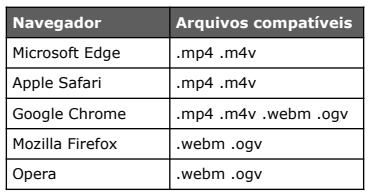 Navegador Arquivos compatíveis
Microsoft Edge .mp4 .m4v
Apple Safari .mp4 .m4v
Google Chrome .mp4 .m4v .webm .ogv
Mozilla Firefox .webm .ogv
Opera .webm .ogv